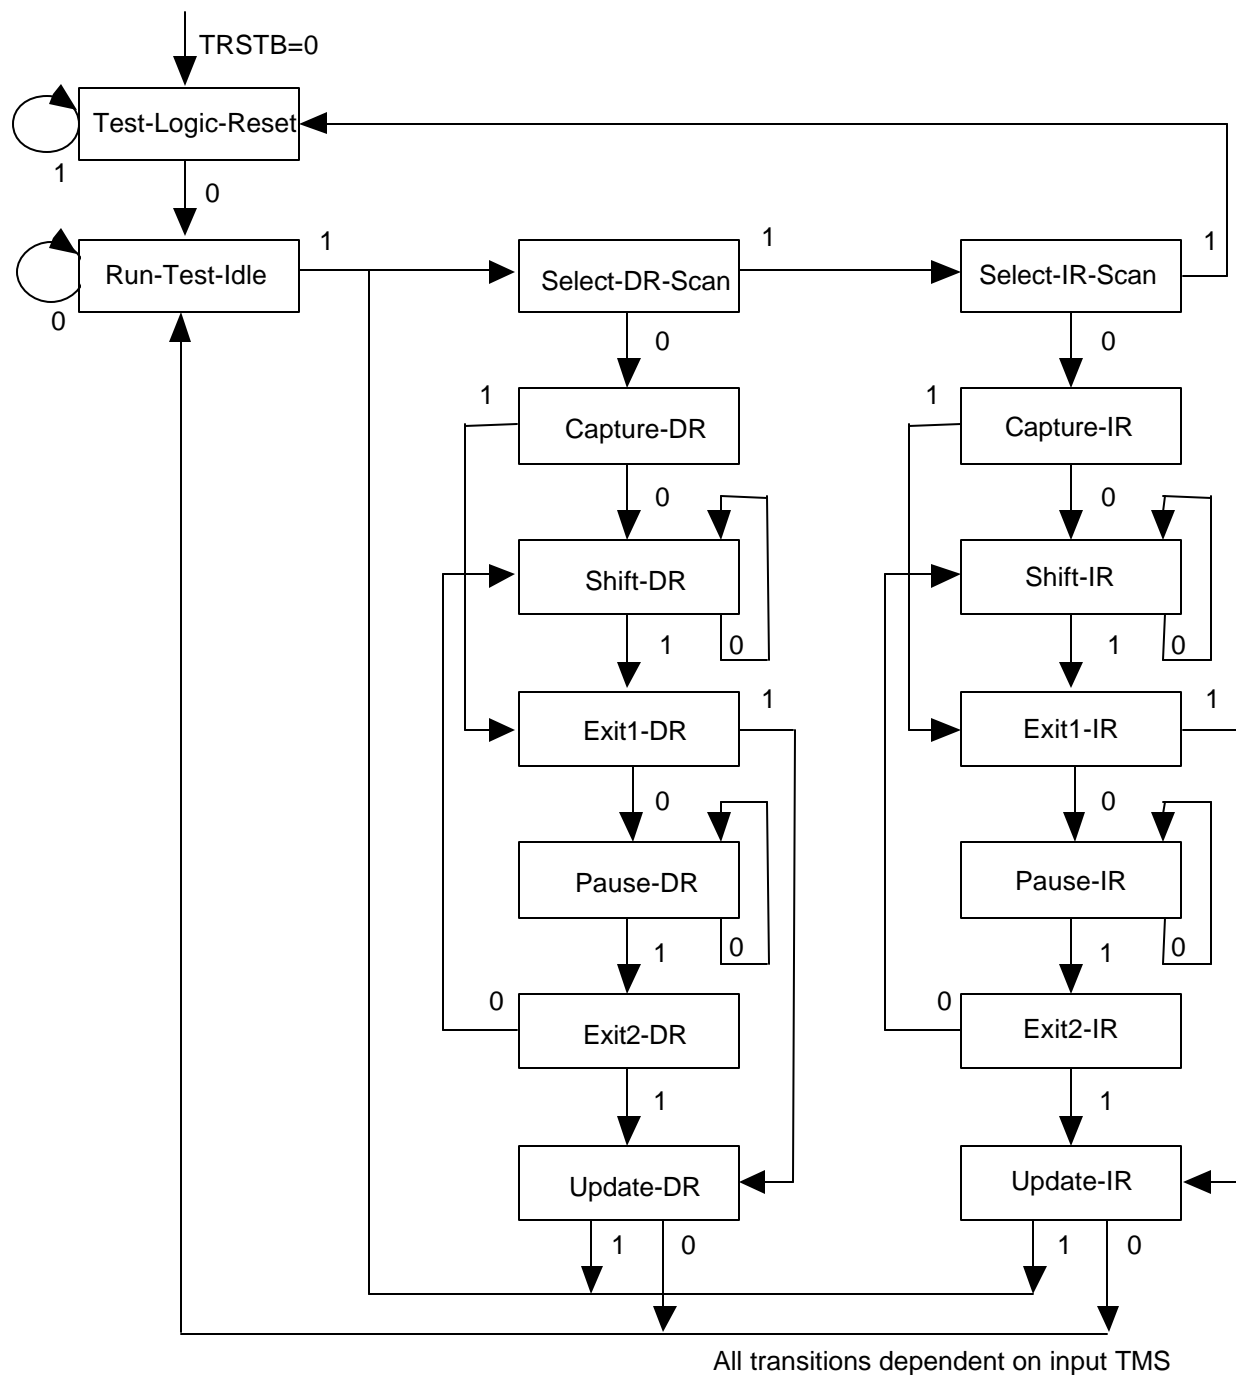 TRSTB=0
Test-Logic-Reset
1
0
Run-Test-Idle
1
0
Select-DR-Scan
1
Select-IR-Scan
1
0
0
1
Capture-DR
1
Capture-IR
0
0
Shift-DR
Shift-IR
1
0
1
0
Exit1-DR
1
Exit1-IR
1
0
0
Pause-DR
Pause-IR
1
0
1
0
0
Exit2-DR
0
Exit2-IR
1
1
Update-DR
Update-IR
1
0
1
0
All transitions dependent on input TMS